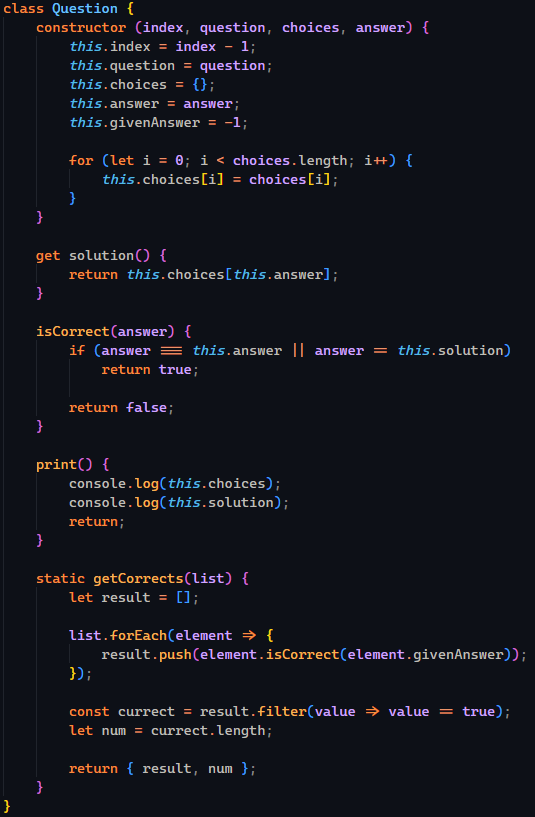 class Question {
    constructor (index, question, choices, answer) {
        this.index = index - 1;
        this.question = question;
        this.choices = {};
        this.answer = answer;
        this.givenAnswer = -1;

        for (let i = 0; i < choices.length; i++) {
            this.choices[i] = choices[i];
        }
    }

    get solution() {
        return this.choices[this.answer];
    }

    isCorrect(answer) {
        if (answer === this.answer || answer == this.solution)
            return true;

        return false;
    }

    print() {
        console.log(this.choices);
        console.log(this.solution);
        return;
    }

    static getCorrects(list) {
        let result = [];

        list.forEach(element => {
            result.push(element.isCorrect(element.givenAnswer));
        });

        const currect = result.filter(value => value == true);
        let num = currect.length;

        return { result, num };
    }
}